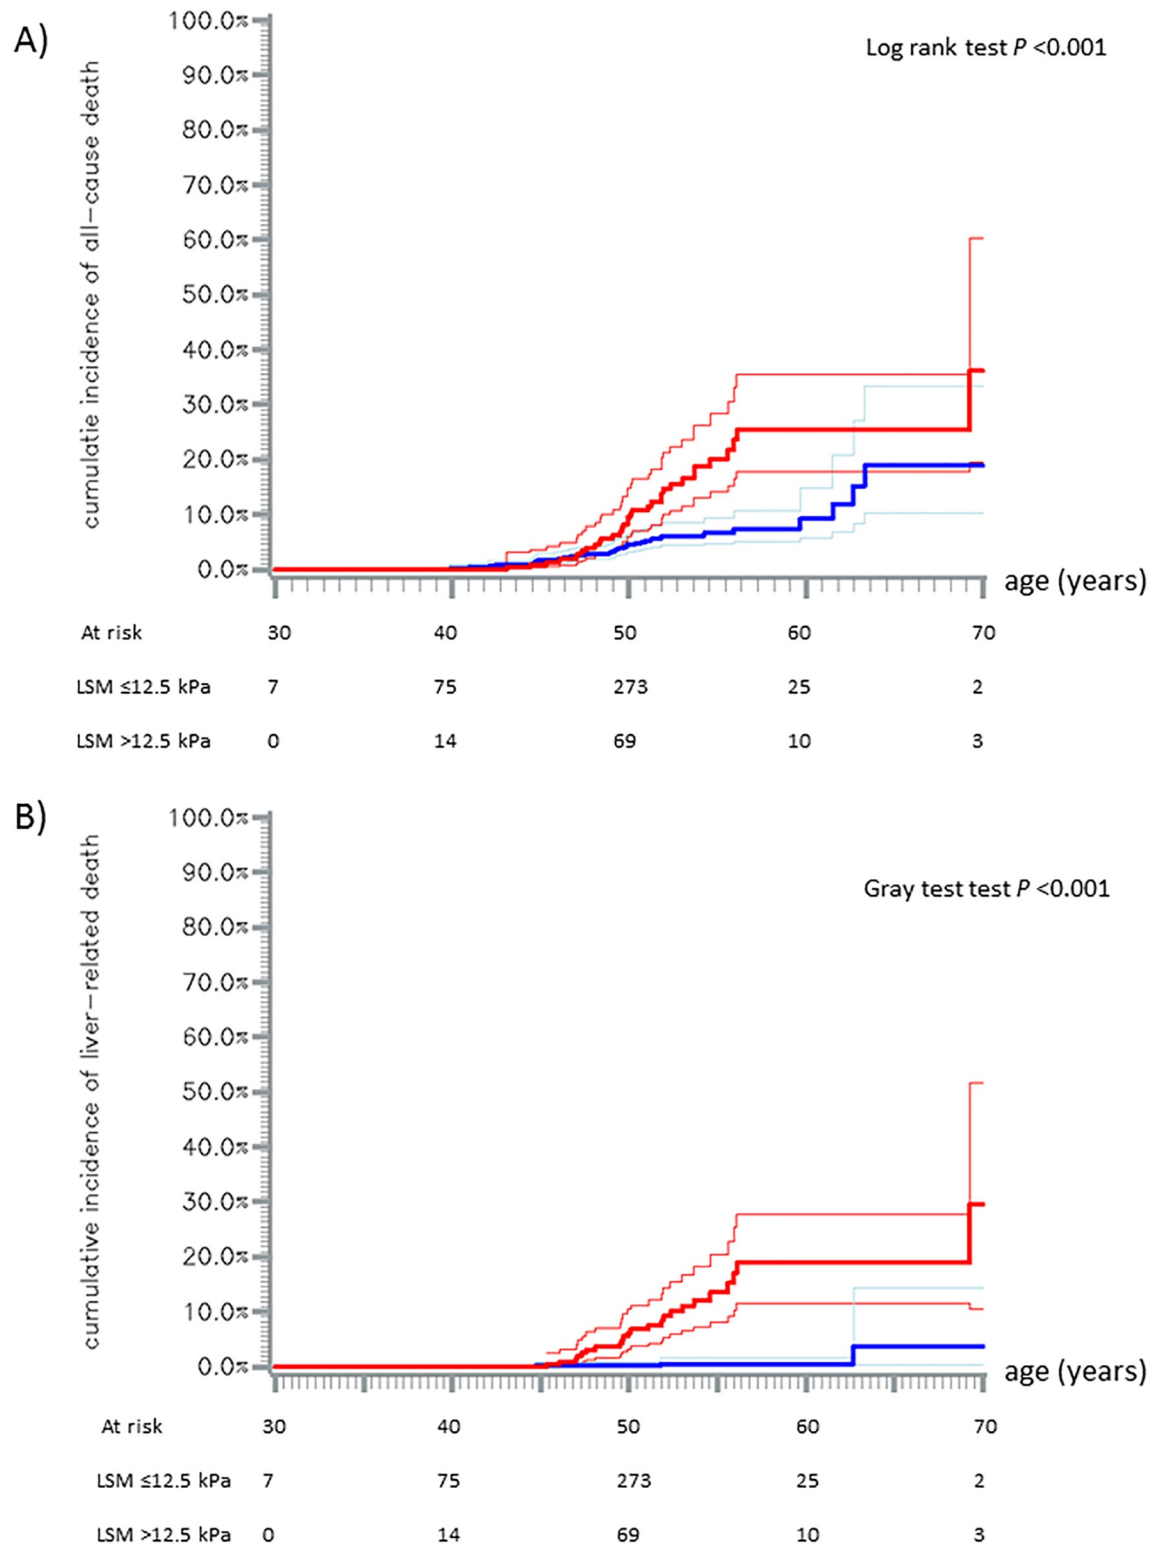 A)
Log rank test P <0.001
cumulatie incidence of all-cause death
100.0%
90.0%
80.0%
70.0%
60.0%
50.0%
40.0%
30.0%
20.0%
10.0%
0.0%
age (years)
At risk 30 40 50 60 70
LSM ≤12.5 kPa 7 75 273 25 2
LSM >12.5 kPa 0 14 69 10 3
B)
Gray test test P <0.001
cumulative incidence of liver-related death
100.0%
90.0%
80.0%
70.0%
60.0%
50.0%
40.0%
30.0%
20.0%
10.0%
0.0%
age (years)
At risk 30 40 50 60 70
LSM ≤12.5 kPa 7 75 273 25 2
LSM >12.5 kPa 0 14 69 10 3